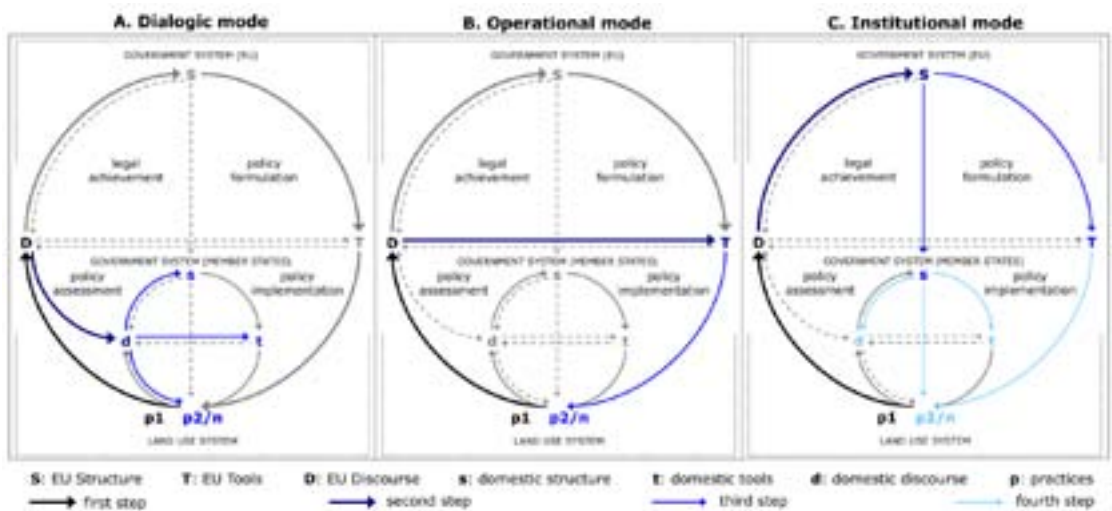 A. Dialogic mode
B. Operational mode
C. Institutional mode
GOVERNMENT SYSTEM (EU)
S
legal
achievement
policy
formulation
D
T
GOVERNMENT SYSTEM (MEMBER STATES)
policy
assessment
s
policy
implementation
d
t
p1 p2/n
LAND USE SYSTEM
GOVERNMENT SYSTEM (EU)
S
legal
achievement
policy
formulation
D
T
GOVERNMENT SYSTEM (MEMBER STATES)
policy
assessment
s
policy
implementation
d
t
p1 p2/n
LAND USE SYSTEM
GOVERNMENT SYSTEM (EU)
S
legal
achievement
policy
formulation
D
T
GOVERNMENT SYSTEM (MEMBER STATES)
policy
assessment
s
policy
implementation
d
t
p1 p2/n
LAND USE SYSTEM
S: EU Structure T: EU Tools D: EU Discourse s: domestic structure t: domestic tools d: domestic discourse p: practices
first step second step third step fourth step